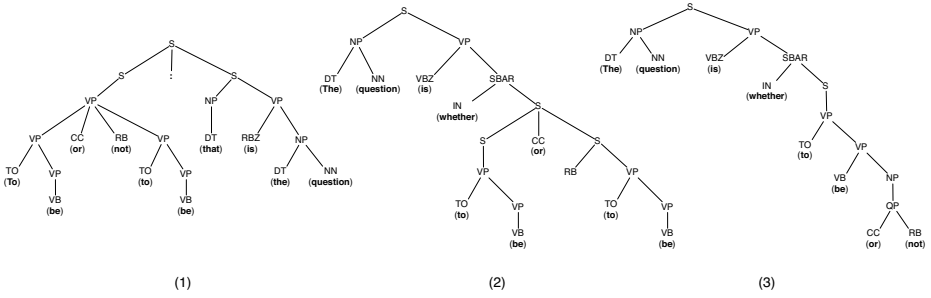 S
S : S
VP NP VP
VP CC RB VP DT RBZ NP
(or) (not) (that) (is)
TO VP TO VP DT NN
(To) (to) (the) (question)
VB VB
(be) (be)
(1)
S
NP VP
DT NN VBZ SBAR
(The) (question) (is)
IN S
(whether)
S CC S
(or)
VP RB VP
TO VP TO VP
(to) (to)
VB VB
(be) (be)
(2)
S
NP VP
DT NN VBZ SBAR
(The) (question) (is)
IN S
(whether)
VP
TO VP
(to)
VB NP
(be)
QP
CC RB
(or) (not)
(3)